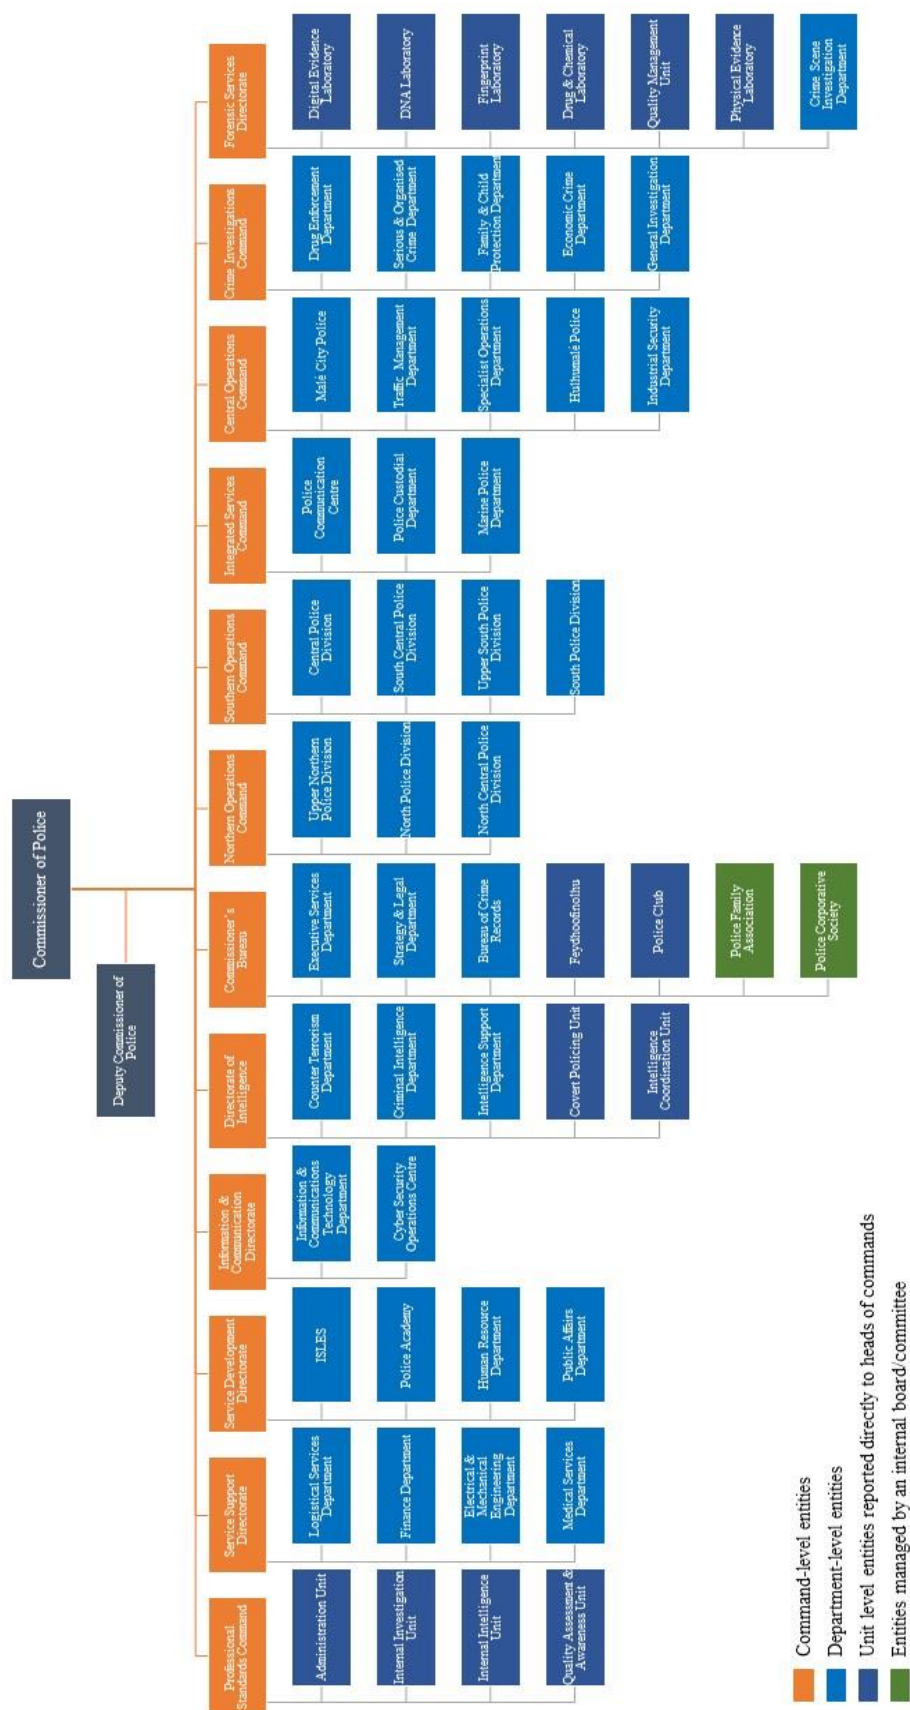 Commissioner of Police
Deputy Commissioner of
Police
Professional
Standards Command
Administration Unit
Internal Investigation
Unit
Internal Intelligence
Unit
Quality Assessment &
Awareness Unit
Service Support
Directorate
Logistical Services
Department
Finance Department
Electrical &
Mechanical
Engineering
Department
Medical Services
Department
Service Development
Directorate
ISLES
Police Academy
Human Resource
Department
Public Affairs
Department
Information &
Communication
Directorate
Information &
Communications
Technology
Department
Cyber Security
Operations Centre
Directorate of
Intelligence
Counter Terrorism
Department
Criminal Intelligence
Department
Intelligence Support
Department
Covert Policing Unit
Intelligence
Coordination Unit
Commissioner's
Bureau
Executive Services
Department
Strategy & Legal
Department
Bureau of Crime
Records
Feydhoofinolhu
Police Club
Police Family
Association
Police Corporative
Society
Northern Operations
Command
Upper Northern
Police Division
North Police Division
North Central Police
Division
Southern Operations
Command
Central Police
Division
South Central Police
Division
Upper South Police
Division
South Police Division
Integrated Services
Command
Police
Communication
Centre
Police Custodial
Department
Marine Police
Department
Central Operations
Command
Malé City Police
Traffic Management
Department
Specialist Operations
Department
Hulhumalé Police
Industrial Security
Department
Crime Investigations
Command
Drug Enforcement
Department
Serious & Organised
Crime Department
Family & Child
Protection Department
Economic Crime
Department
General Investigation
Department
Forensic Services
Directorate
Digital Evidence
Laboratory
DNA Laboratory
Fingerprint
Laboratory
Drug & Chemical
Laboratory
Quality Management
Unit
Physical Evidence
Laboratory
Crime Scene
Investigation
Department
Command-level entities
Department-level entities
Unit level entities reported directly to heads of commands
Entities managed by an internal board/committee